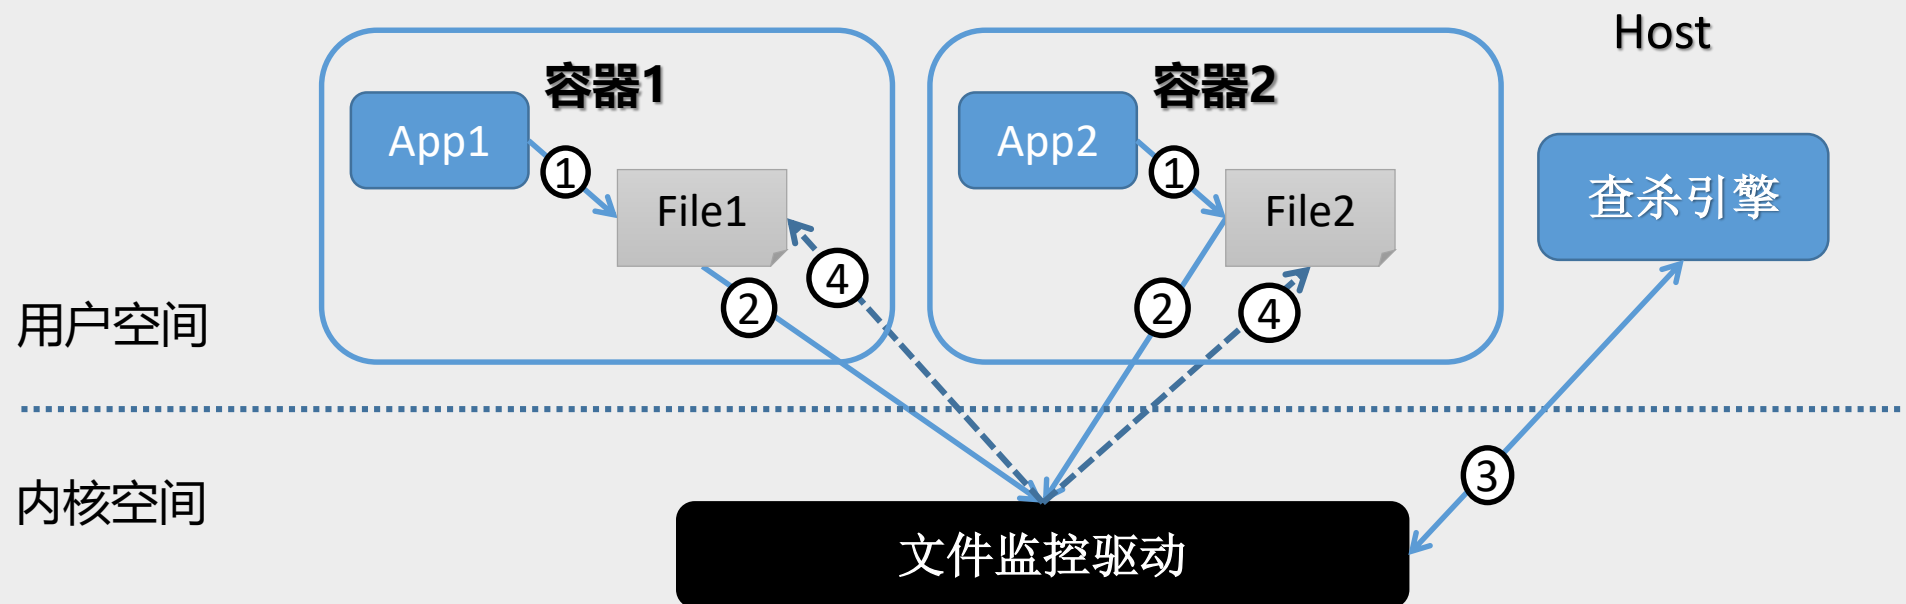 Host
容器1
容器2
App1
①
File1
②
④
App2
①
File2
②
④
查杀引擎
用户空间
③
内核空间
文件监控驱动